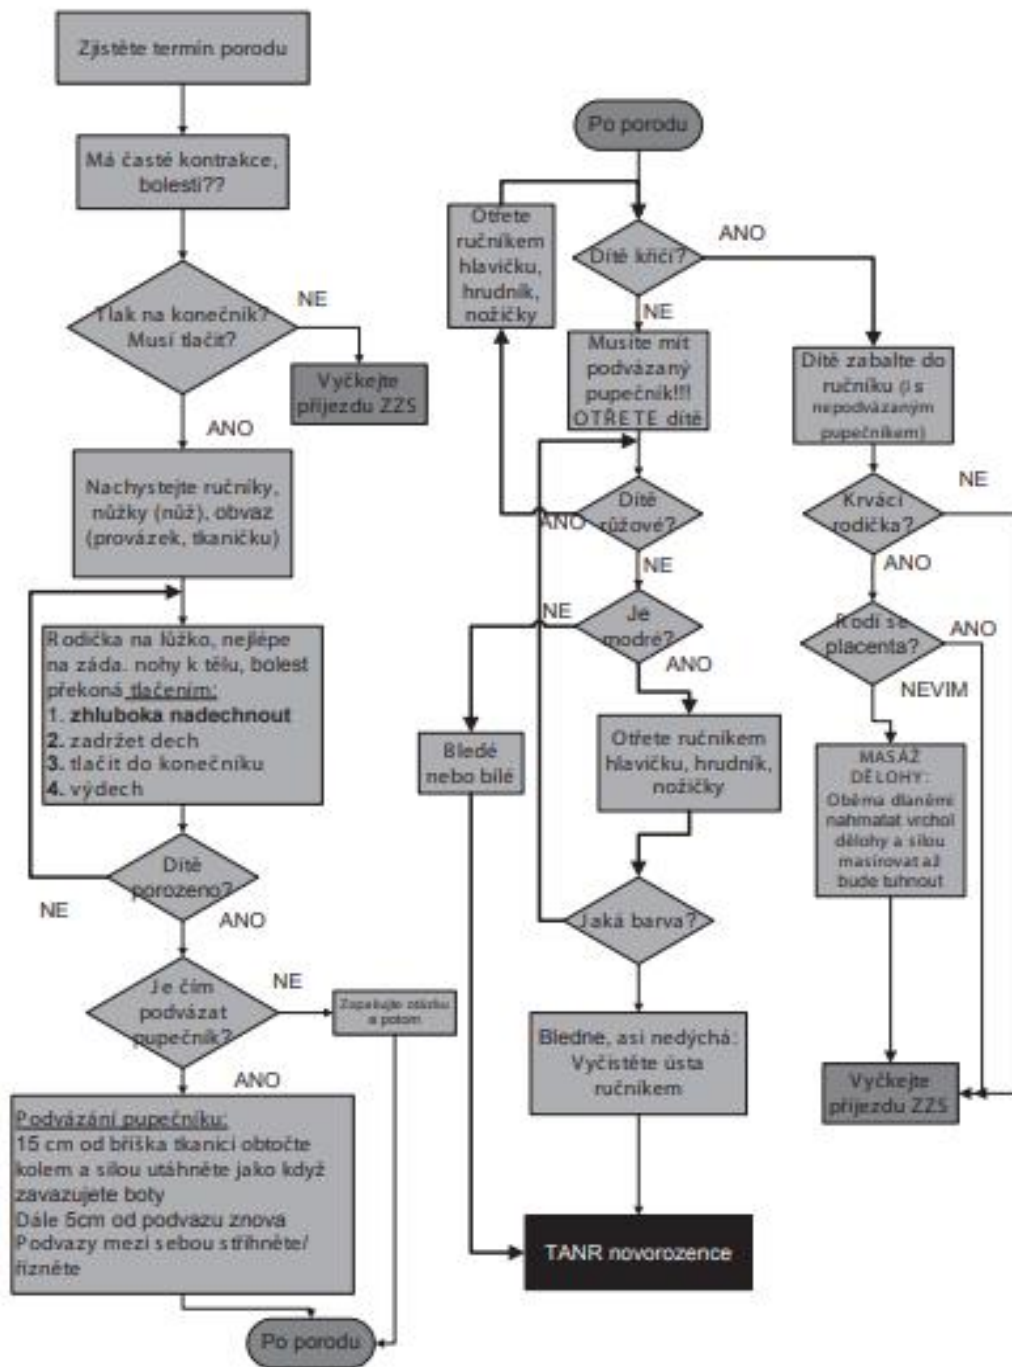 Zjistěte termín porodu
Má časté kontrakce,
bolesti??
Tlak na konečník?
Musí tlačit?
NE
Vyčkejte
příjezdu ZZS
ANO
Nachystejte ručníky,
nůžky (nůž), obvaz
(provázek, tkaničku)
Rodička na lůžko, nejlépe
na záda. nohy k tělu, bolest
překoná tlačením:
1. zhluboka nadechnout
2. zadržet dech
3. tlačit do konečníku
4. výdech
Dítě
porozeno?
NE
ANO
Je čím
podvázat
pupečník?
NE
Zopakujte otázku
a potom
ANO
Podvázání pupečníku:
15 cm od bříška tkanicí obtočte
kolem a silou utáhněte jako když
zavazujete boty
Dále 5cm od podvazu znova
Podvazy mezi sebou stříhněte/
řízněte
Po porodu
Po porodu
Otřete
ručníkem
hlavičku,
hrudník,
nožičky
Dítě křičí?
ANO
NE
Musíte mít
podvázaný
pupečník!!!
OTŘETE dítě
Dítě
růžové?
ANO
NE
Je
modré?
NE
ANO
Bledé
nebo bílé
Otřete ručníkem
hlavičku, hrudník,
nožičky
Jaká barva?
Bledne, asi nedýchá:
Vyčistěte ústa
ručníkem
TANR novorozence
Dítě zabalte do
ručníku (i s
nepodvázaným
pupečníkem)
Krvácí
rodička?
NE
ANO
Rodí se
placenta?
ANO
NEVIM
MASÁŽ
DĚLOHY:
Oběma dlaněmi
nahmatat vrchol
dělohy a silou
masírovat až
bude tuhnout
Vyčkejte
příjezdu ZZS